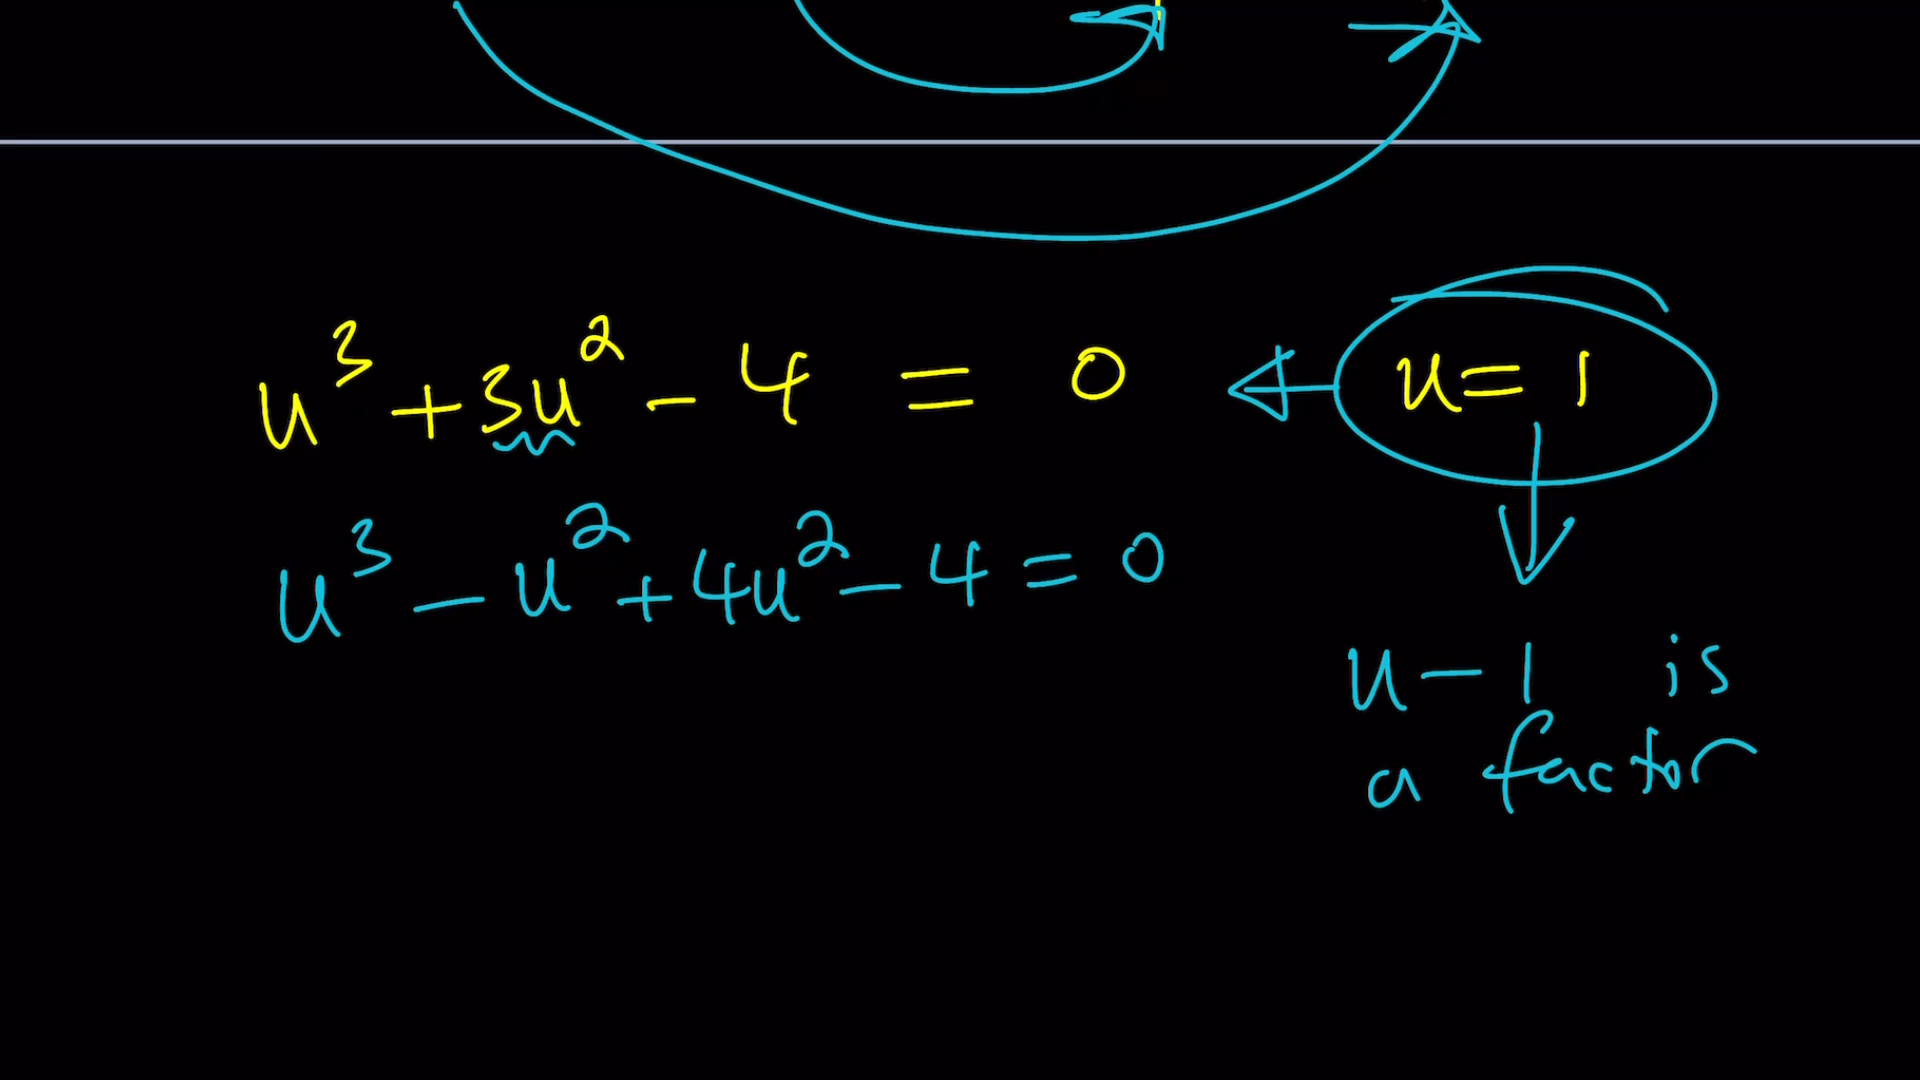 u³ + 3u² - 4 = 0 ← u = 1
u³ - u² + 4u² - 4 = 0
u - 1 is
a factor